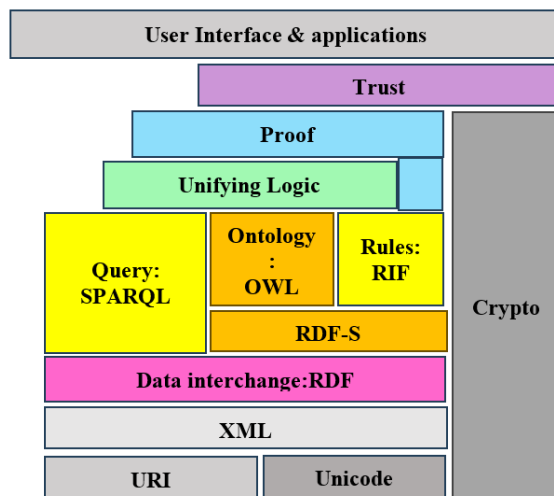 User Interface & applications
Trust
Proof
Unifying Logic
Query:
SPARQL
Ontology
:
OWL
Rules:
RIF
Crypto
RDF-S
Data interchange:RDF
XML
URI
Unicode